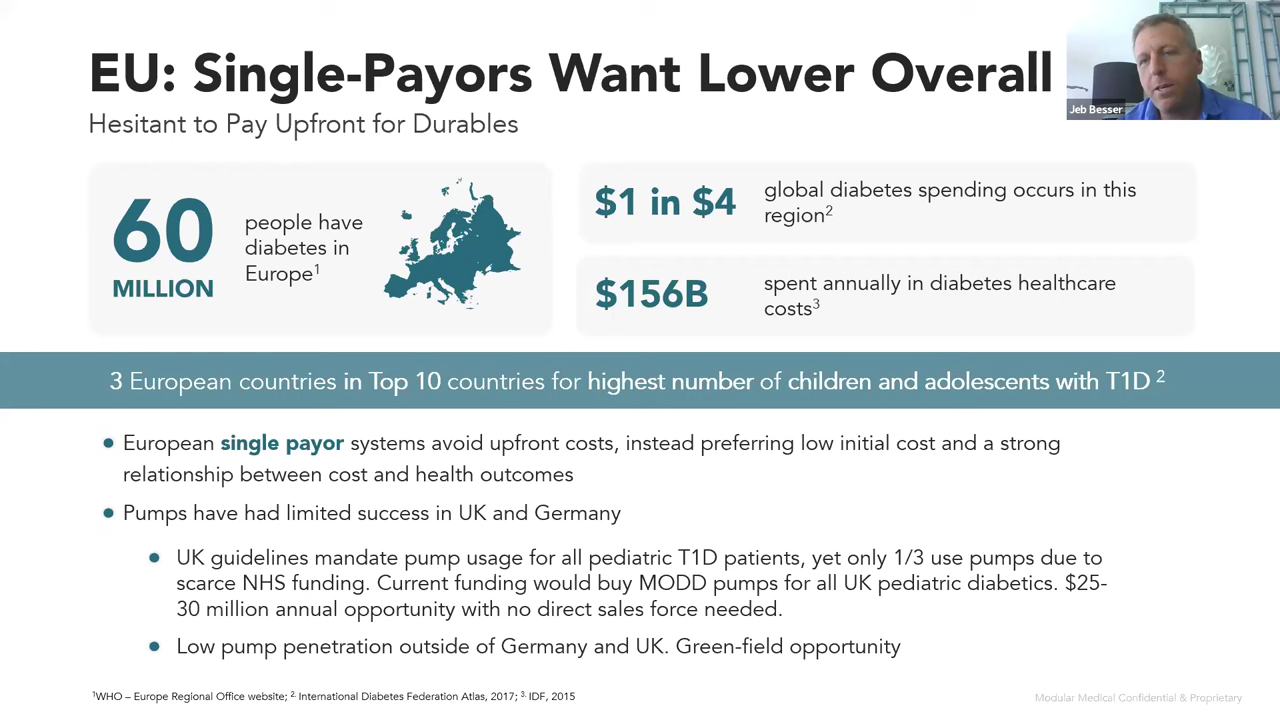 EU: Single-Payors Want Lower Overall
Hesitant to Pay Upfront for Durables
Jeb Besser
60
MILLION
people have
diabetes in
Europe¹
$1 in $4
global diabetes spending occurs in this
region²
$156B
spent annually in diabetes healthcare
costs³
3 European countries in Top 10 countries for highest number of children and adolescents with T1D ²
• European single payor systems avoid upfront costs, instead preferring low initial cost and a strong
relationship between cost and health outcomes
• Pumps have had limited success in UK and Germany
• UK guidelines mandate pump usage for all pediatric T1D patients, yet only 1/3 use pumps due to
scarce NHS funding. Current funding would buy MODD pumps for all UK pediatric diabetics. $25-
30 million annual opportunity with no direct sales force needed.
• Low pump penetration outside of Germany and UK. Green-field opportunity
¹WHO – Europe Regional Office website; ²· International Diabetes Federation Atlas, 2017; ³· IDF, 2015
Modular Medical Confidential & Proprietary